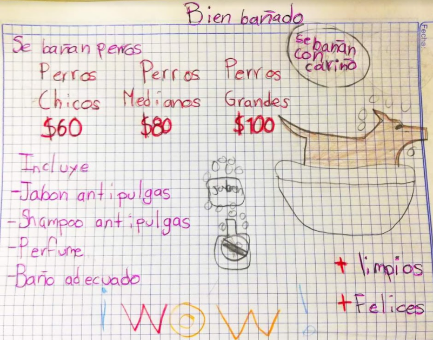 Bien bañado
Se bañan perros
Se bañan
con
cariño
Perros Perros Perros
Chicos Medianos Grandes
$60 $80 $100
Incluye
-Jabon antipulgas
-Shampoo antipulgas
-Perfume
-Baño adecuado
Jabon
+ limpios
+ Felices
¡WOW!
Fecha